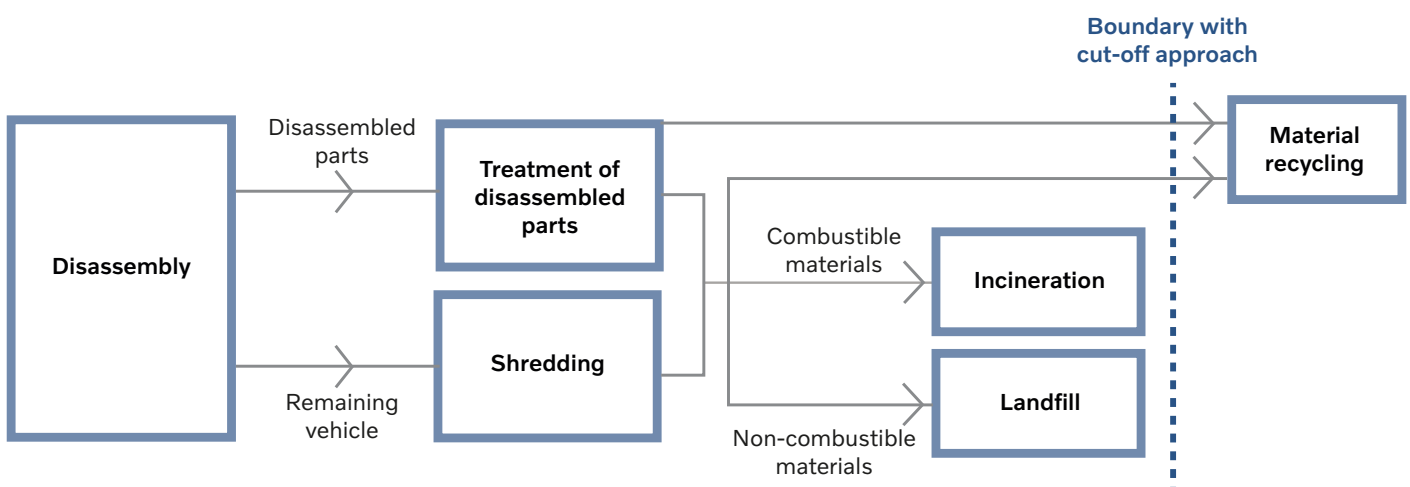 Boundary with
cut-off approach
Disassembled
parts
Material
recycling
Treatment of
disassembled
parts
Disassembly
Combustible
materials
Incineration
Shredding
Remaining
vehicle
Landfill
Non-combustible
materials